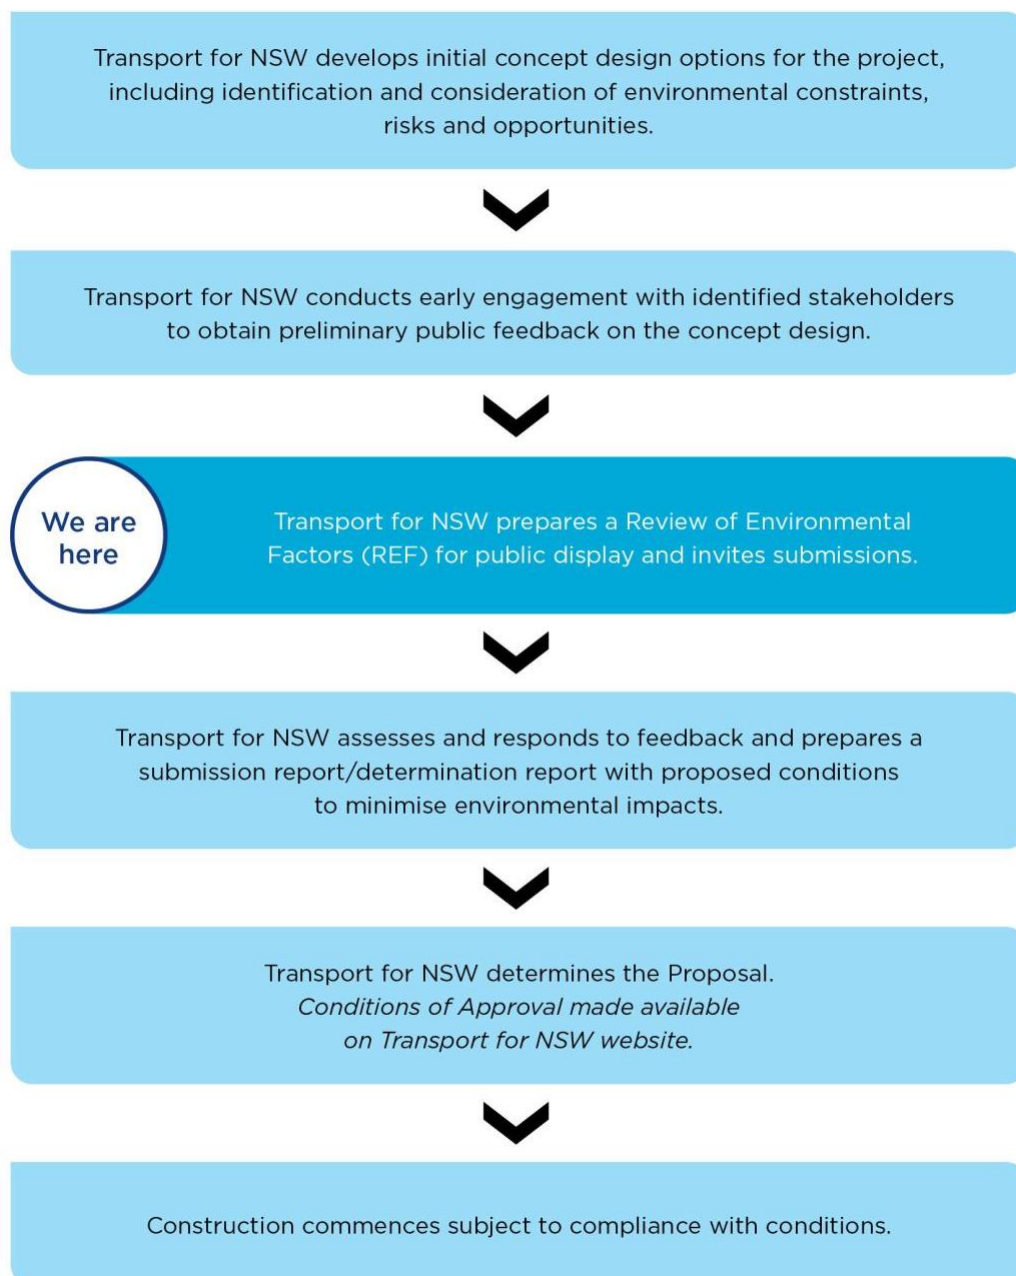 Transport for NSW develops initial concept design options for the project,
including identification and consideration of environmental constraints,
risks and opportunities.
Transport for NSW conducts early engagement with identified stakeholders
to obtain preliminary public feedback on the concept design.
We are
here
Transport for NSW prepares a Review of Environmental
Factors (REF) for public display and invites submissions.
Transport for NSW assesses and responds to feedback and prepares a
submission report/determination report with proposed conditions
to minimise environmental impacts.
Transport for NSW determines the Proposal.
Conditions of Approval made available
on Transport for NSW website.
Construction commences subject to compliance with conditions.